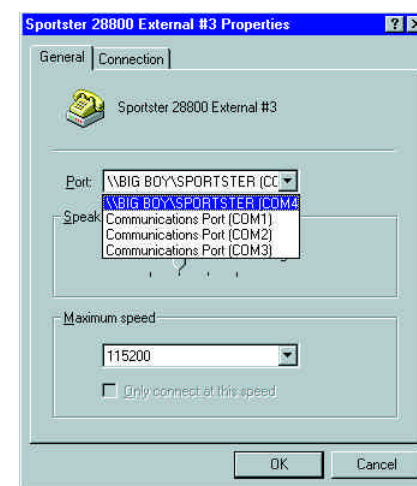 Sportster 28800 External #3 Properties
General Connection
Sportster 28800 External #3
Port: \\BIG BOY\SPORTSTER (CC
\\BIG BOY\SPORTSTER (COM4
Speak
Communications Port (COM1)
Communications Port (COM2)
Communications Port (COM3)
Maximum speed
115200
Only connect at this speed
OK Cancel